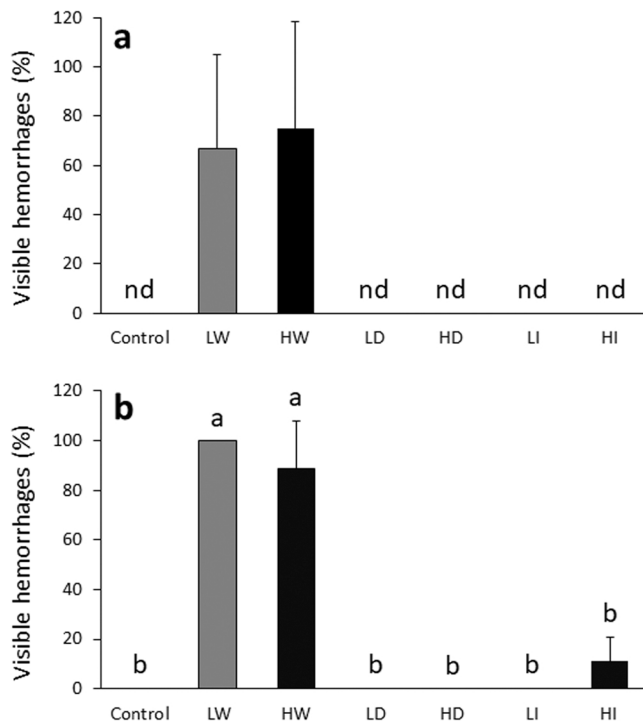 a
Visible hemorrhages (%)
120
100
80
60
40
20
0
nd nd nd nd nd
Control LW HW LD HD LI HI
b
Visible hemorrhages (%)
120
100
80
60
40
20
0
a a
b b b b b
Control LW HW LD HD LI HI